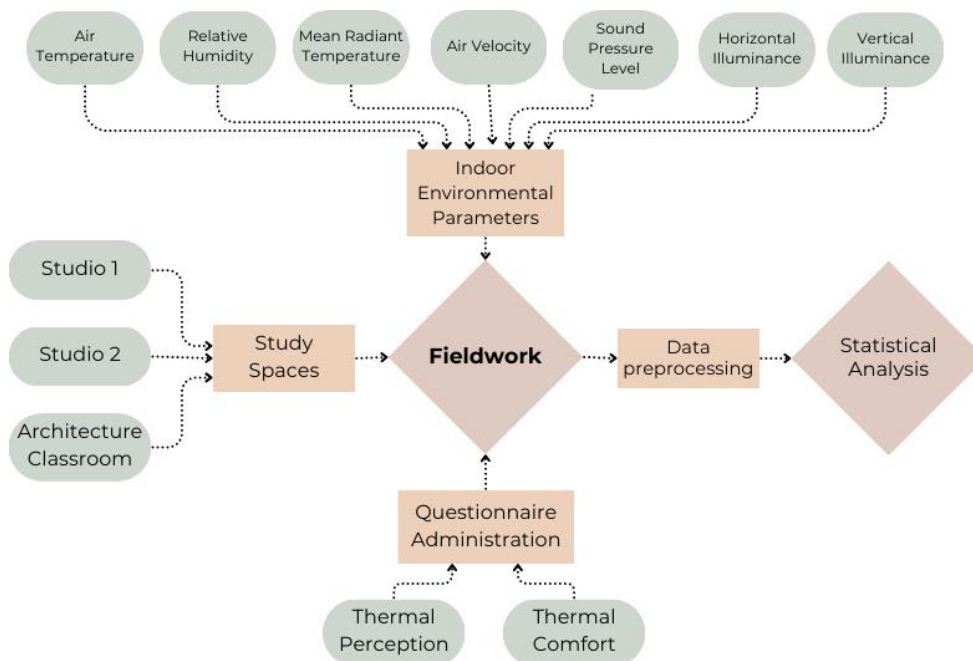 Air
Temperature
Relative
Humidity
Mean Radiant
Temperature
Air Velocity
Sound
Pressure
Level
Horizontal
Illuminance
Vertical
Illuminance
Indoor
Environmental
Parameters
Studio 1
Studio 2
Architecture
Classroom
Study
Spaces
Fieldwork
Data
preprocessing
Statistical
Analysis
Questionnaire
Administration
Thermal
Perception
Thermal
Comfort